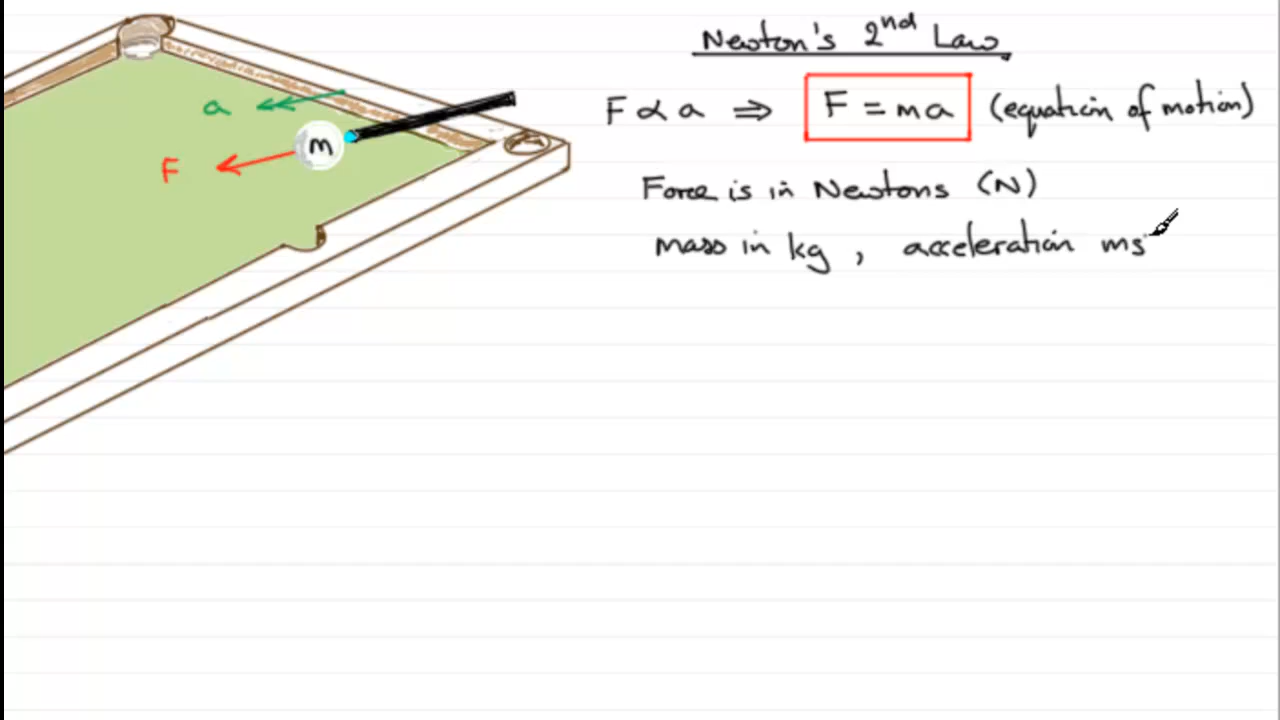 Newton's 2nd Law
F ∝ a ⇒ F = ma (equation of motion)
a
m
F
Force is in Newtons (N)
mass in kg, acceleration ms